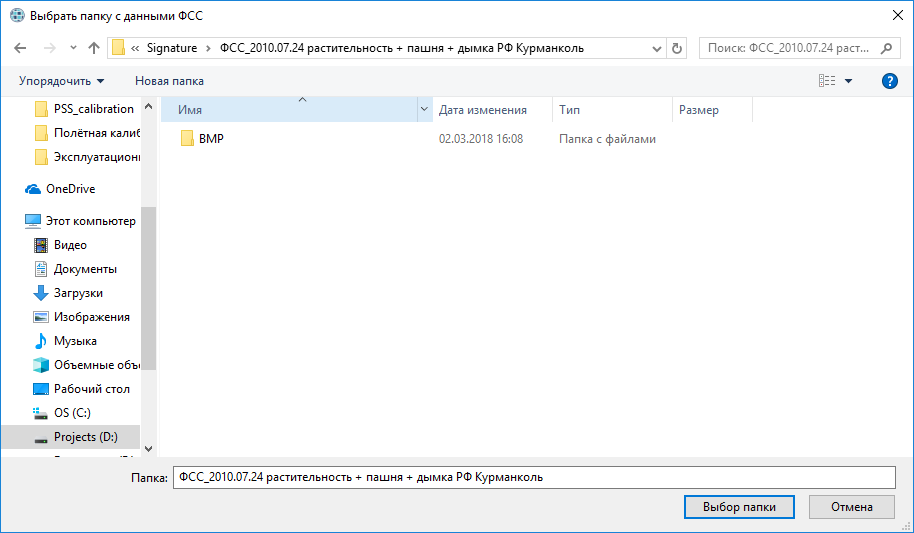 Выбрать папку с данными ФСС
« Signature › ФСС_2010.07.24 растительность + пашня + дымка РФ Курманколь
Поиск: ФСС_2010.07.24 раст...
Упорядочить
Новая папка
Имя
Дата изменения
Тип
Размер
BMP
02.03.2018 16:08
Папка с файлами
PSS_calibration
Полётная калиб
Эксплуатацион
OneDrive
Этот компьютер
Видео
Документы
Загрузки
Изображения
Музыка
Объемные объ
Рабочий стол
OS (C:)
Projects (D:)
Папка:
ФСС_2010.07.24 растительность + пашня + дымка РФ Курманколь
Выбор папки
Отмена